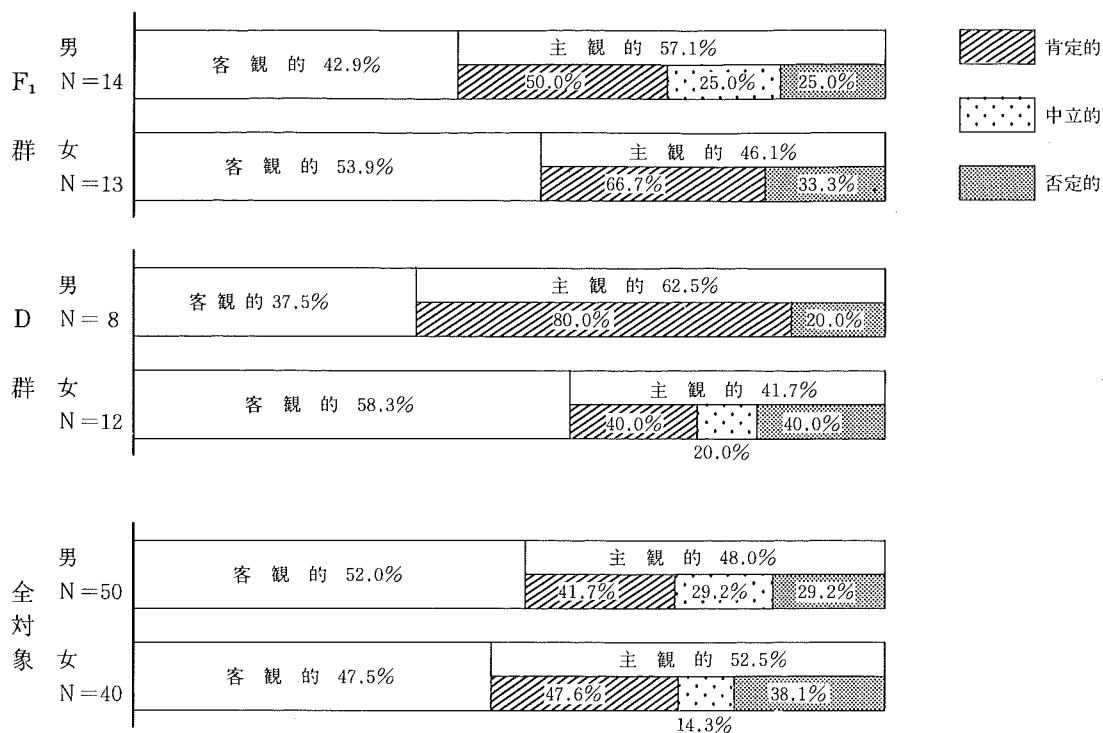 F₁群
男
N=14
客観的 42.9%
主観的 57.1%
50.0% 25.0% 25.0%
女
N=13
客観的 53.9%
主観的 46.1%
66.7% 33.3%
D群
男
N= 8
客観的 37.5%
主観的 62.5%
80.0% 20.0%
女
N=12
客観的 58.3%
主観的 41.7%
40.0% 40.0%
20.0%
全対象
男
N=50
客観的 52.0%
主観的 48.0%
41.7% 29.2% 29.2%
女
N=40
客観的 47.5%
主観的 52.5%
47.6% 38.1%
14.3%
肯定的
中立的
否定的